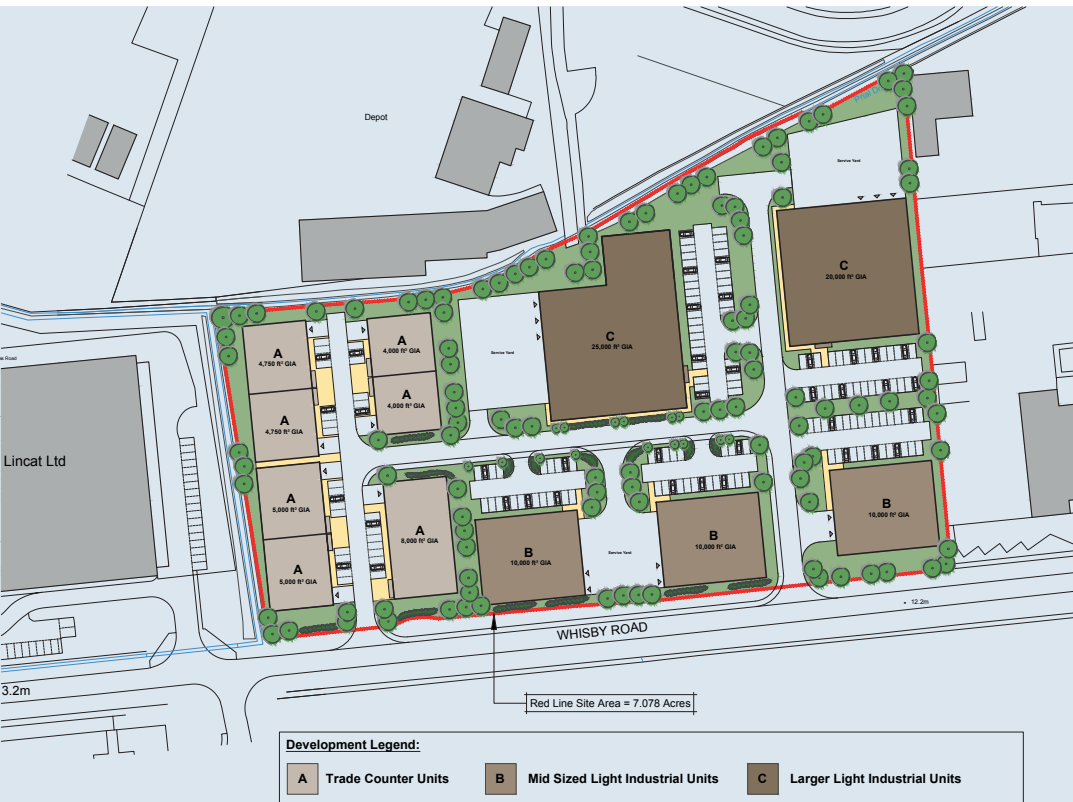 Depot
Service Yard
C
20,000 ft² GIA
A
4,750 ft² GIA
A
4,000 ft² GIA
Service Yard
C
25,000 ft² GIA
A
4,000 ft² GIA
A
4,750 ft² GIA
Lincat Ltd
A
5,000 ft² GIA
A
8,000 ft² GIA
B
10,000 ft² GIA
Service Yard
B
10,000 ft² GIA
B
10,000 ft² GIA
A
5,000 ft² GIA
12.2m
WHISBY ROAD
3.2m
Red Line Site Area = 7.078 Acres
Development Legend:
A Trade Counter Units
B Mid Sized Light Industrial Units
C Larger Light Industrial Units